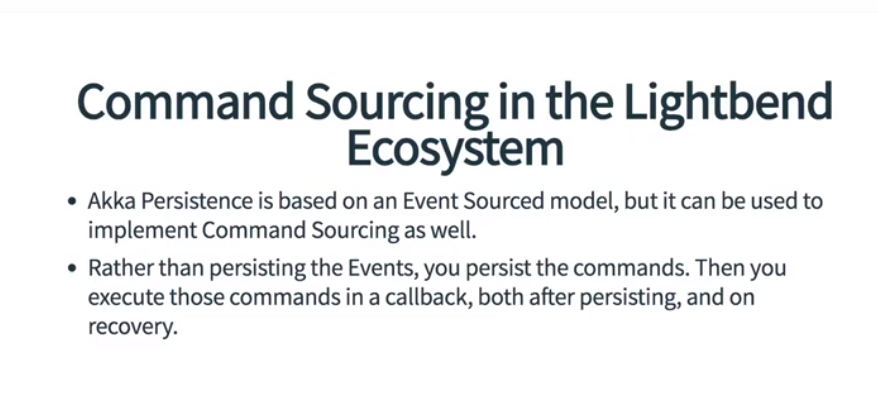 Command Sourcing in the Lightbend
Ecosystem
• Akka Persistence is based on an Event Sourced model, but it can be used to
implement Command Sourcing as well.
• Rather than persisting the Events, you persist the commands. Then you
execute those commands in a callback, both after persisting, and on
recovery.